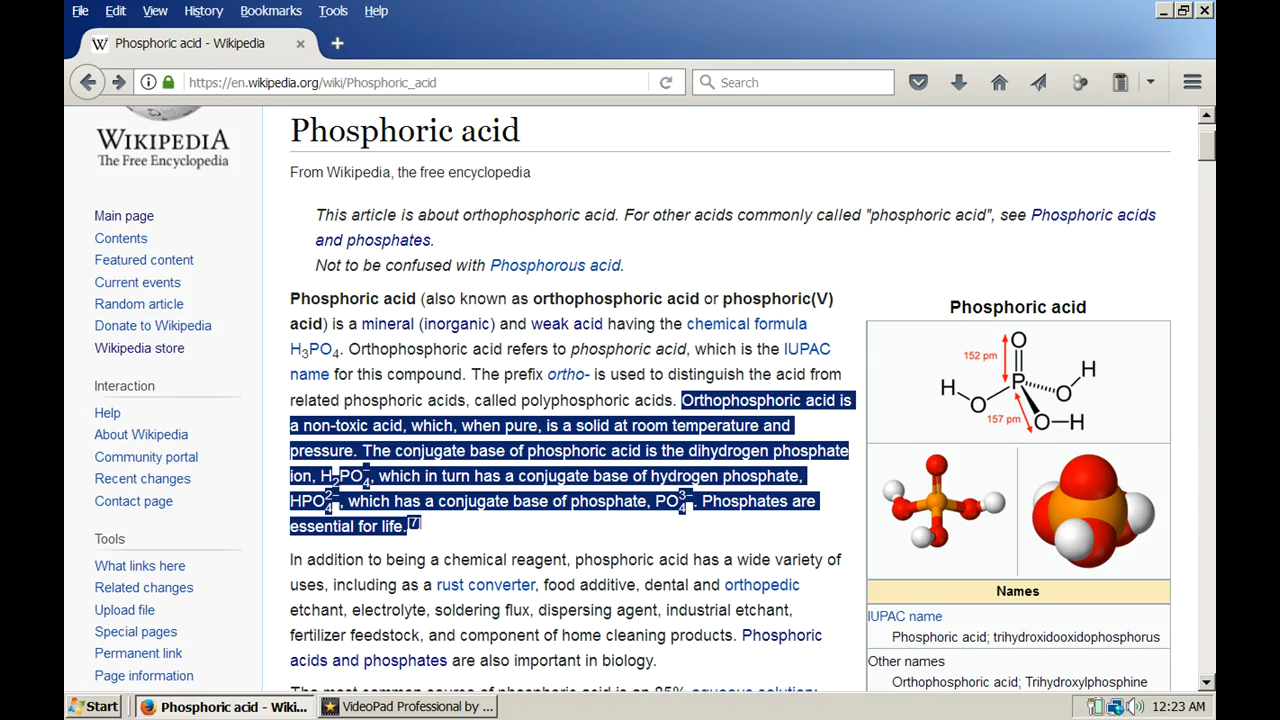 File Edit View History Bookmarks Tools Help
W Phosphoric acid - Wikipedia
https://en.wikipedia.org/wiki/Phosphoric_acid
Search
WIKIPEDIA
The Free Encyclopedia
Main page
Contents
Featured content
Current events
Random article
Donate to Wikipedia
Wikipedia store
Interaction
Help
About Wikipedia
Community portal
Recent changes
Contact page
Tools
What links here
Related changes
Upload file
Special pages
Permanent link
Page information
Phosphoric acid
From Wikipedia, the free encyclopedia
This article is about orthophosphoric acid. For other acids commonly called "phosphoric acid", see Phosphoric acids
and phosphates.
Not to be confused with Phosphorous acid.
Phosphoric acid (also known as orthophosphoric acid or phosphoric(V)
acid) is a mineral (inorganic) and weak acid having the chemical formula
H₃PO₄. Orthophosphoric acid refers to phosphoric acid, which is the IUPAC
name for this compound. The prefix ortho- is used to distinguish the acid from
related phosphoric acids, called polyphosphoric acids. Orthophosphoric acid is
a non-toxic acid, which, when pure, is a solid at room temperature and
pressure. The conjugate base of phosphoric acid is the dihydrogen phosphate
ion, H₂PO₄⁻, which in turn has a conjugate base of hydrogen phosphate,
HPO₄²⁻, which has a conjugate base of phosphate, PO₄³⁻. Phosphates are
essential for life.[7]
In addition to being a chemical reagent, phosphoric acid has a wide variety of
uses, including as a rust converter, food additive, dental and orthopedic
etchant, electrolyte, soldering flux, dispersing agent, industrial etchant,
fertilizer feedstock, and component of home cleaning products. Phosphoric
acids and phosphates are also important in biology.
The most common source of phosphoric acid is an 85% aqueous solution;
Phosphoric acid
O
152 pm
P
H
O
O
H
157 pm
O
H
Names
IUPAC name
Phosphoric acid; trihydroxidooxidophosphorus
Other names
Orthophosphoric acid; Trihydroxylphosphine
Start
Phosphoric acid - Wiki...
VideoPad Professional by ...
12:23 AM